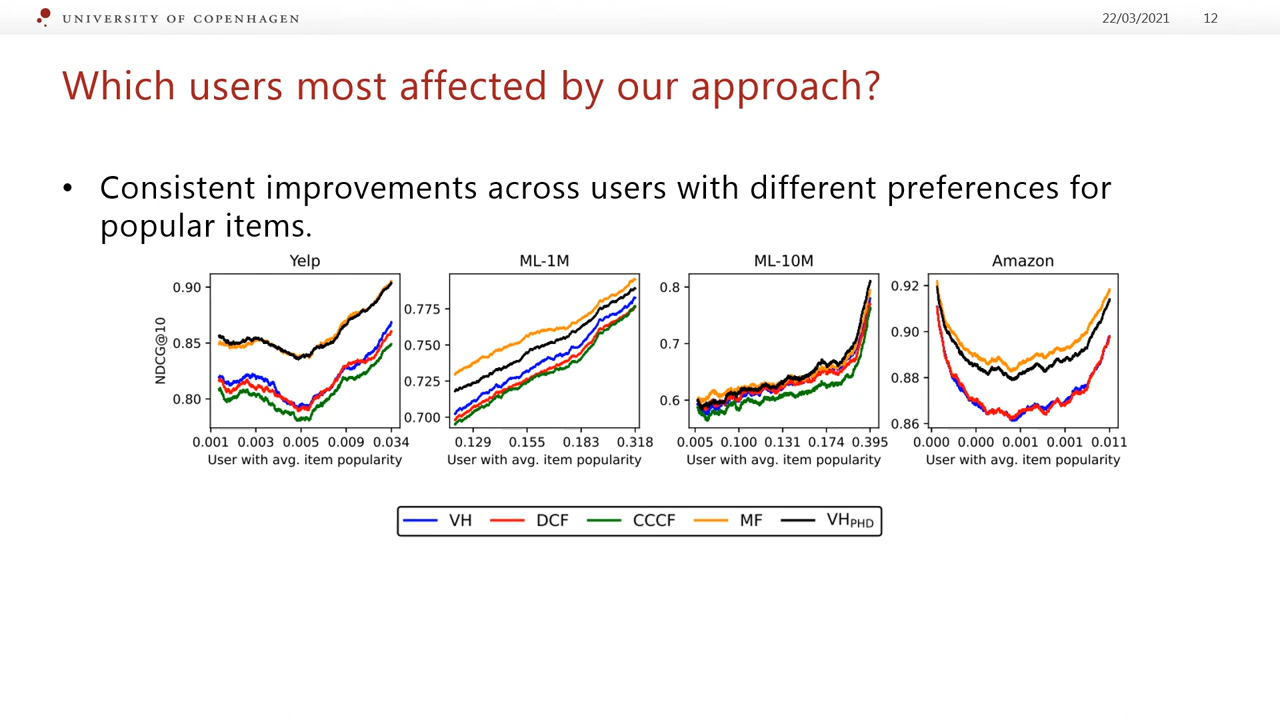 UNIVERSITY OF COPENHAGEN
22/03/2021 12
Which users most affected by our approach?
• Consistent improvements across users with different preferences for
popular items.
Yelp
NDCG@10
0.90
0.85
0.80
0.001 0.003 0.005 0.009 0.034
User with avg. item popularity
ML-1M
0.775
0.750
0.725
0.700
0.129 0.155 0.183 0.318
User with avg. item popularity
ML-10M
0.8
0.7
0.6
0.005 0.100 0.131 0.174 0.395
User with avg. item popularity
Amazon
0.92
0.90
0.88
0.86
0.000 0.000 0.001 0.001 0.011
User with avg. item popularity
VH DCF CCCF MF VHPHD